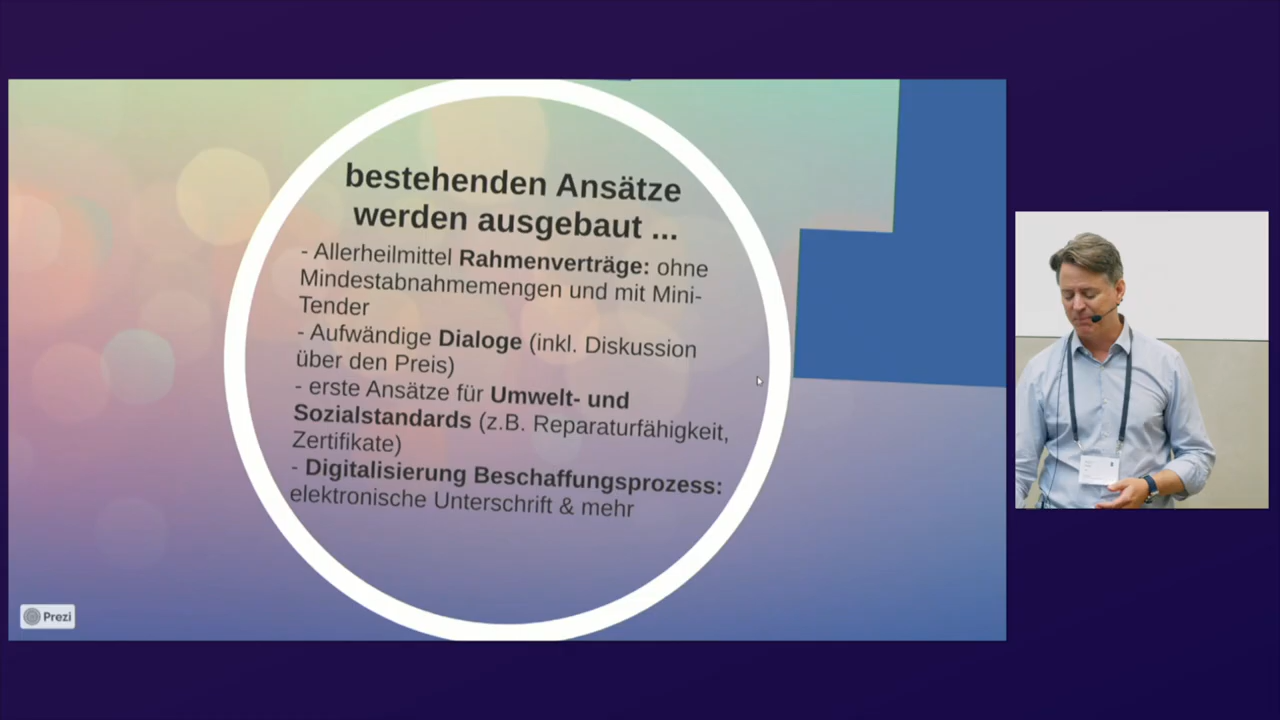 bestehenden Ansätze
werden ausgebaut ...
- Allerheilmittel Rahmenverträge: ohne
Mindestabnahmemengen und mit Mini-
Tender
- Aufwändige Dialoge (inkl. Diskussion
über den Preis)
- erste Ansätze für Umwelt- und
Sozialstandards (z.B. Reparaturfähigkeit,
Zertifikate)
- Digitalisierung Beschaffungsprozess:
elektronische Unterschrift & mehr
Prezi